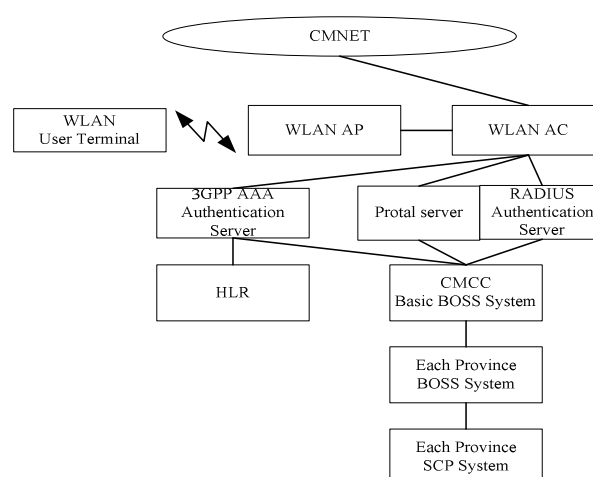 CMNET
WLAN
User Terminal
WLAN AP
WLAN AC
3GPP AAA
Authentication
Server
Protal server
RADIUS
Authentication
Server
HLR
CMCC
Basic BOSS System
Each Province
BOSS System
Each Province
SCP System